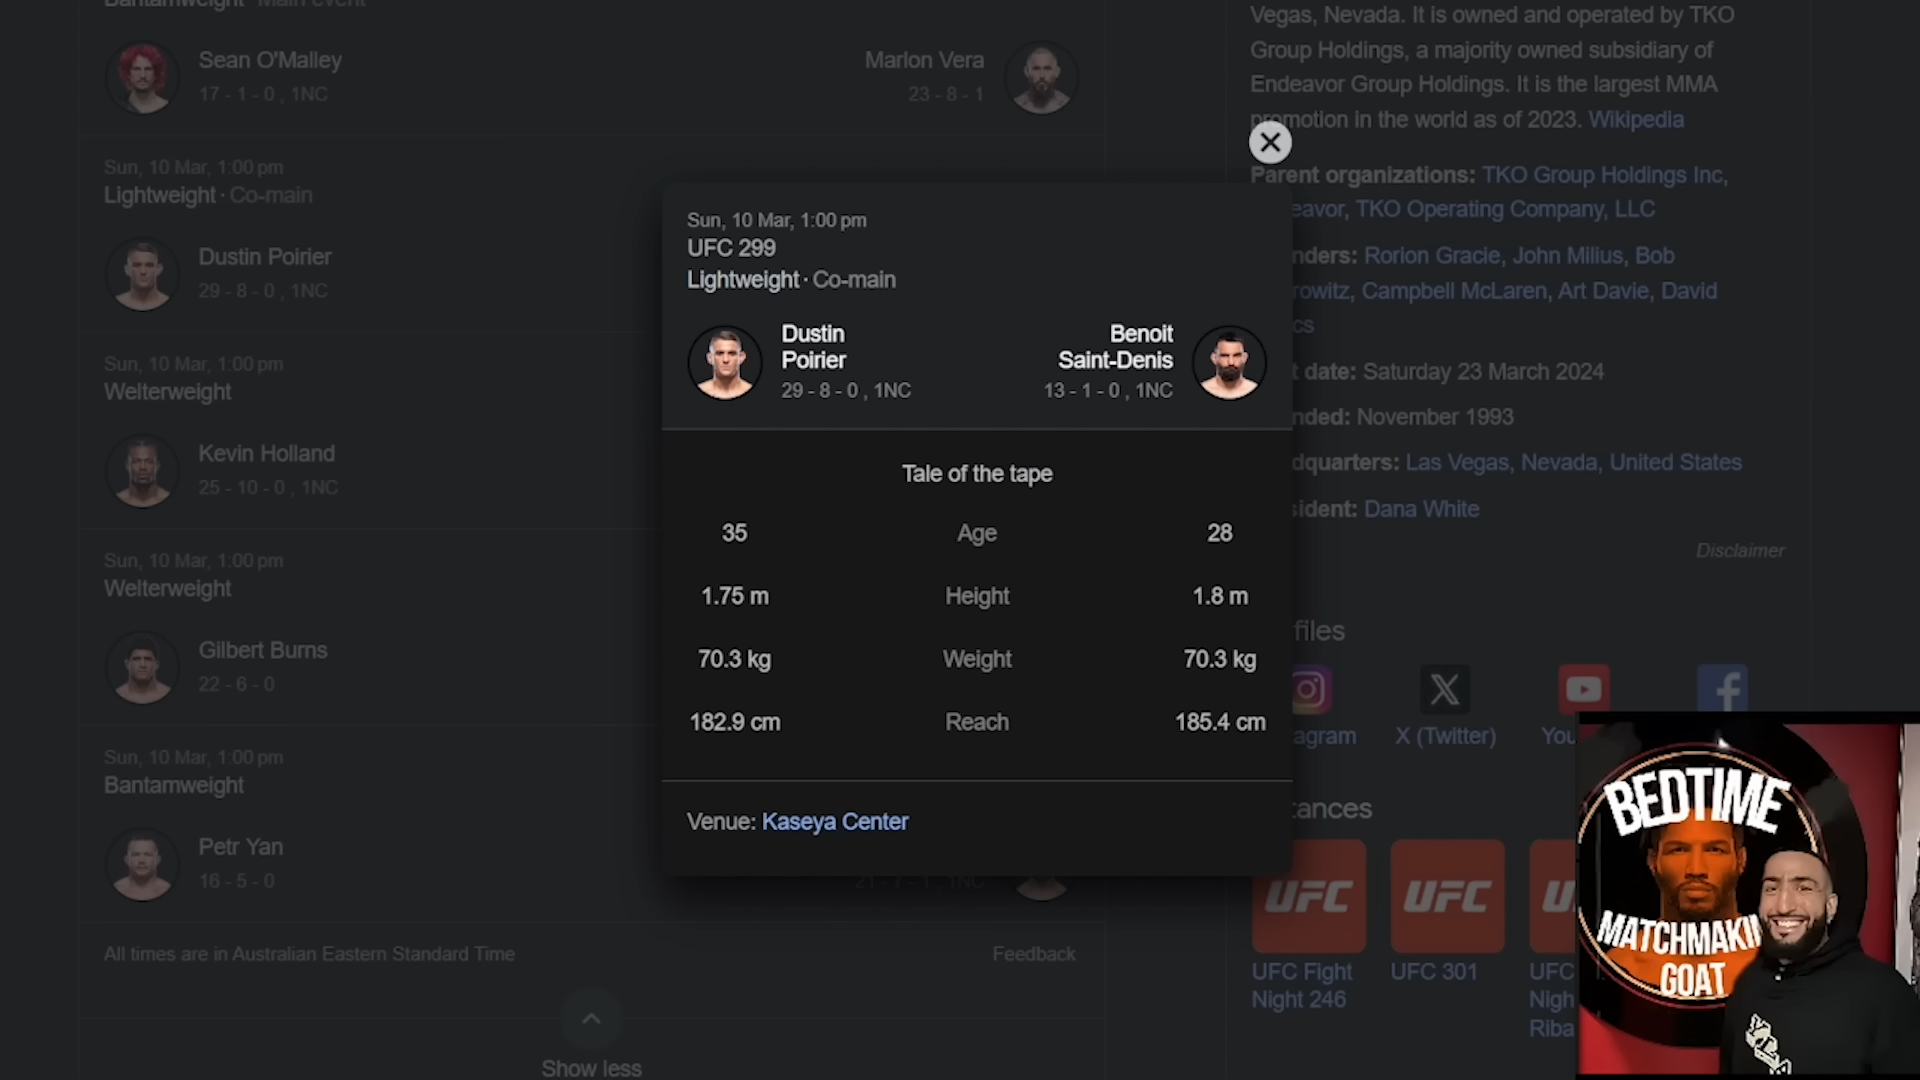 Bantamweight · Main event
Sean O'Malley
17 - 1 - 0 , 1NC
Marlon Vera
23 - 8 - 1
Sun, 10 Mar, 1:00 pm
Lightweight · Co-main
Dustin Poirier
29 - 8 - 0 , 1NC
Sun, 10 Mar, 1:00 pm
Welterweight
Kevin Holland
25 - 10 - 0 , 1NC
Sun, 10 Mar, 1:00 pm
Welterweight
Gilbert Burns
22 - 6 - 0
Sun, 10 Mar, 1:00 pm
Bantamweight
Petr Yan
16 - 5 - 0
All times are in Australian Eastern Standard Time
Feedback
Show less
Sun, 10 Mar, 1:00 pm
UFC 299
Lightweight · Co-main
Dustin
Poirier
29 - 8 - 0 , 1NC
Benoit
Saint-Denis
13 - 1 - 0 , 1NC
Tale of the tape
35 Age 28
1.75 m Height 1.8 m
70.3 kg Weight 70.3 kg
182.9 cm Reach 185.4 cm
Venue: Kaseya Center
Vegas, Nevada. It is owned and operated by TKO
Group Holdings, a majority owned subsidiary of
Endeavor Group Holdings. It is the largest MMA
promotion in the world as of 2023. Wikipedia
Parent organizations: TKO Group Holdings Inc,
eavor, TKO Operating Company, LLC
nders: Rorion Gracie, John Milius, Bob
rowitz, Campbell McLaren, Art Davie, David
cs
t date: Saturday 23 March 2024
nded: November 1993
dquarters: Las Vegas, Nevada, United States
sident: Dana White
Disclaimer
files
agram
X (Twitter)
You
tances
UFC
UFC
U
UFC Fight
Night 246
UFC 301
UFC
Nigh
Riba
BEDTIME
MATCHMAKIN
GOAT